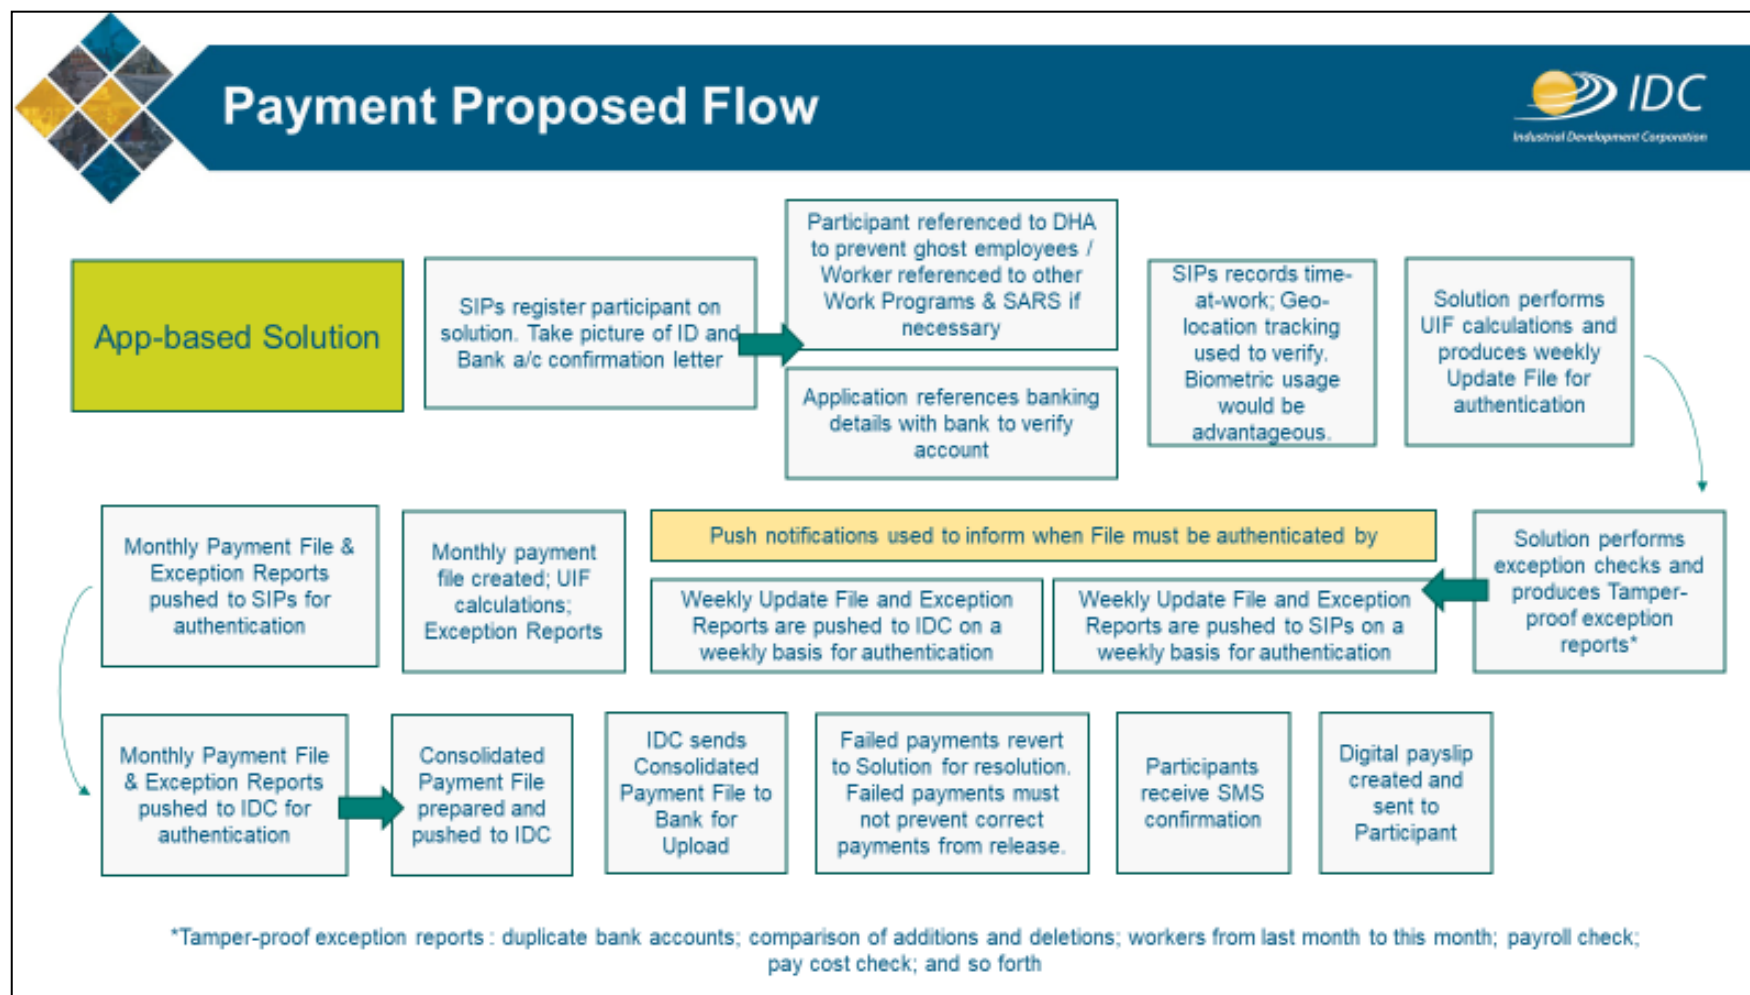 Payment Proposed Flow
IDC
Industrial Development Corporation
App-based Solution
SIPs register participant on
solution. Take picture of ID and
Bank a/c confirmation letter
Participant referenced to DHA
to prevent ghost employees /
Worker referenced to other
Work Programs & SARS if
necessary
Application references banking
details with bank to verify
account
SIPs records time-
at-work; Geo-
location tracking
used to verify.
Biometric usage
would be
advantageous.
Solution performs
UIF calculations and
produces weekly
Update File for
authentication
Monthly Payment File &
Exception Reports
pushed to SIPs for
authentication
Monthly payment
file created; UIF
calculations;
Exception Reports
Push notifications used to inform when File must be authenticated by
Weekly Update File and Exception
Reports are pushed to IDC on a
weekly basis for authentication
Weekly Update File and Exception
Reports are pushed to SIPs on a
weekly basis for authentication
Solution performs
exception checks and
produces Tamper-
proof exception
reports*
Monthly Payment File
& Exception Reports
pushed to IDC for
authentication
Consolidated
Payment File
prepared and
pushed to IDC
IDC sends
Consolidated
Payment File to
Bank for
Upload
Failed payments revert
to Solution for resolution.
Failed payments must
not prevent correct
payments from release.
Participants
receive SMS
confirmation
Digital payslip
created and
sent to
Participant
*Tamper-proof exception reports : duplicate bank accounts; comparison of additions and deletions; workers from last month to this month; payroll check;
pay cost check; and so forth